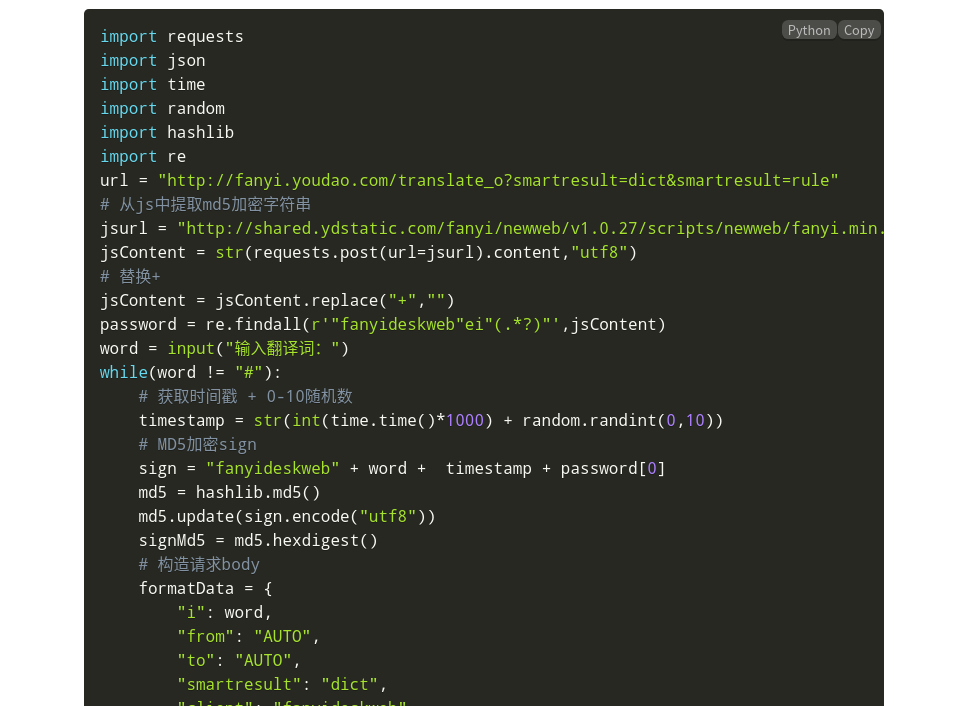 Python Copy
import requests
import json
import time
import random
import hashlib
import re
url = "http://fanyi.youdao.com/translate_o?smartresult=dict&smartresult=rule"
# 从js中提取md5加密字符串
jsurl = "http://shared.ydstatic.com/fanyi/newweb/v1.0.27/scripts/newweb/fanyi.min.
jsContent = str(requests.post(url=jsurl).content,"utf8")
# 替换+
jsContent = jsContent.replace("+","")
password = re.findall(r'"fanyideskweb"ei"(.*?)"',jsContent)
word = input("输入翻译词: ")
while(word != "#"):
    # 获取时间戳 + 0-10随机数
    timestamp = str(int(time.time()*1000) + random.randint(0,10))
    # MD5加密sign
    sign = "fanyideskweb" + word +  timestamp + password[0]
    md5 = hashlib.md5()
    md5.update(sign.encode("utf8"))
    signMd5 = md5.hexdigest()
    # 构造请求body
    formatData = {
        "i": word,
        "from": "AUTO",
        "to": "AUTO",
        "smartresult": "dict",
        "client": "fanyideskweb"